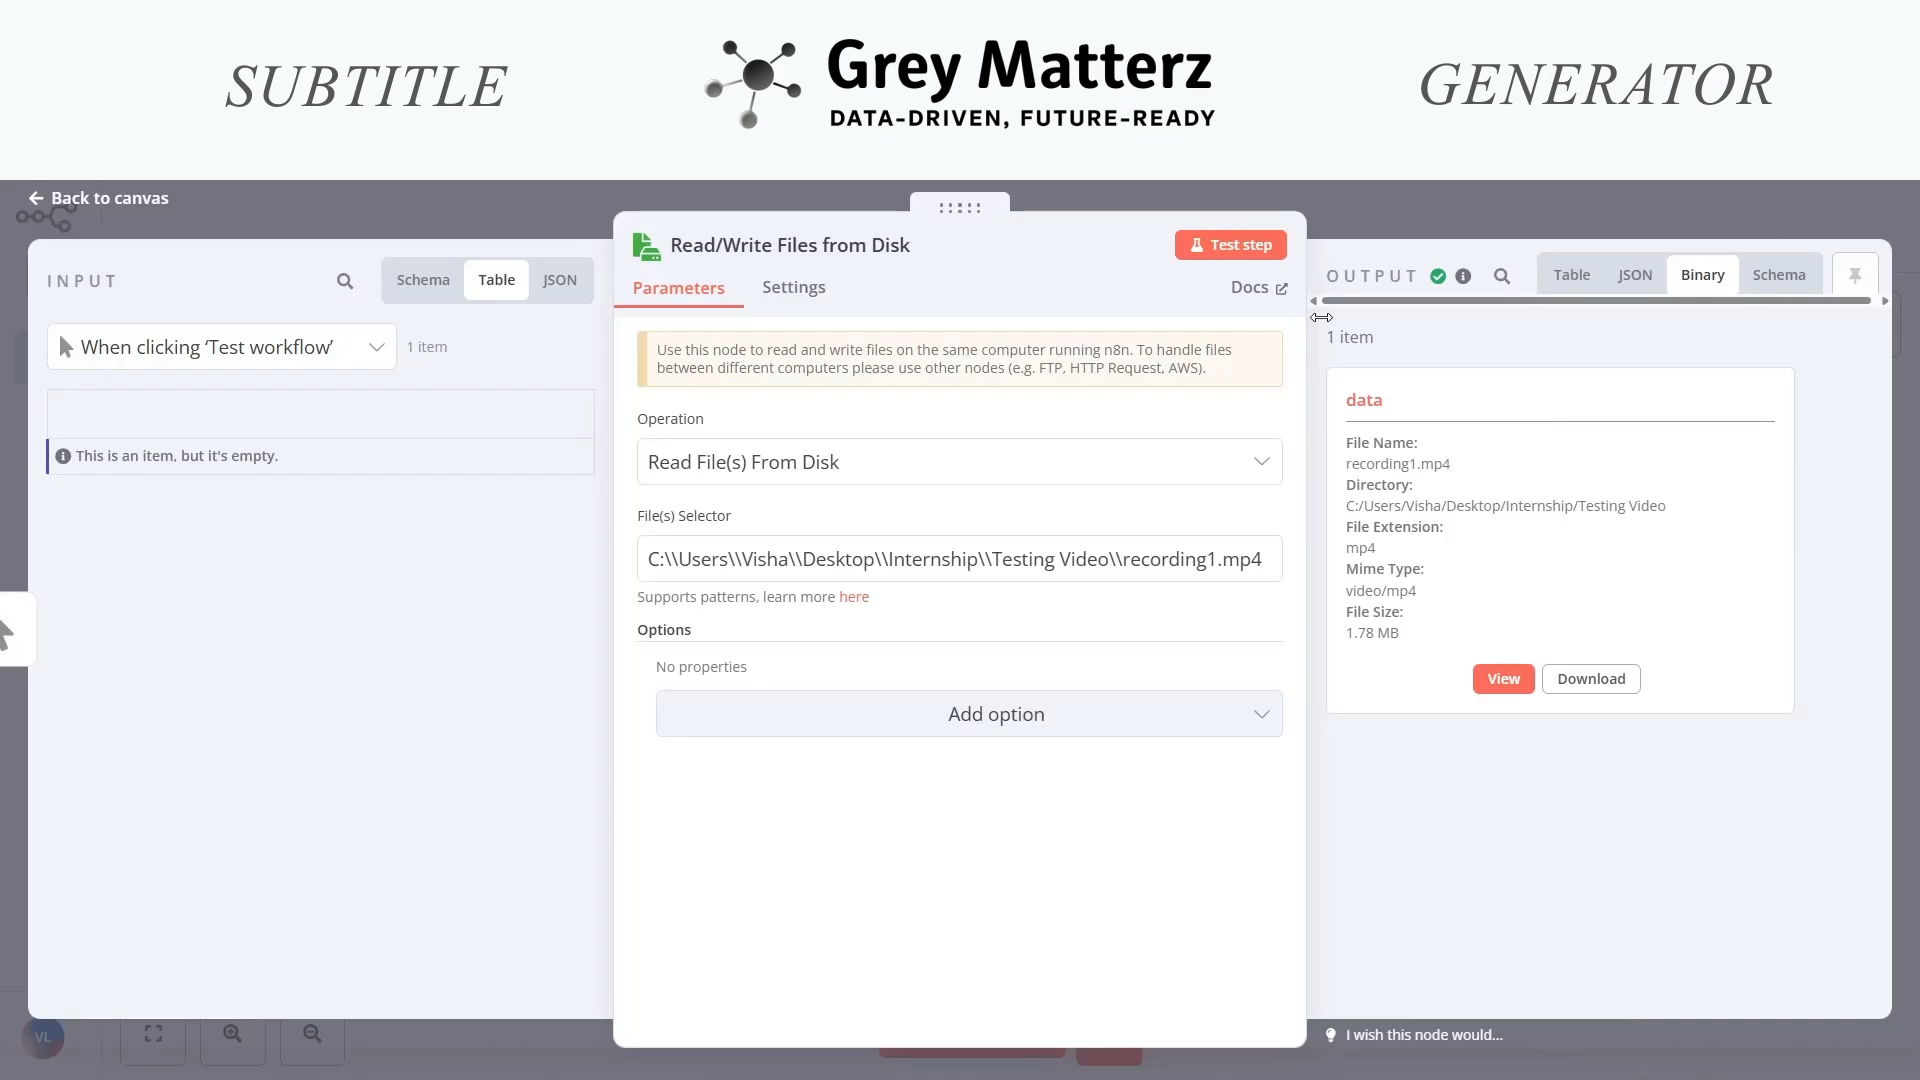 SUBTITLE
Grey Matterz
DATA-DRIVEN, FUTURE-READY
GENERATOR
Back to canvas
INPUT
Schema
Table
JSON
When clicking ‘Test workflow’
1 item
This is an item, but it's empty.
Read/Write Files from Disk
Test step
Parameters
Settings
Docs
Use this node to read and write files on the same computer running n8n. To handle files
between different computers please use other nodes (e.g. FTP, HTTP Request, AWS).
Operation
Read File(s) From Disk
File(s) Selector
C:\\Users\\Visha\\Desktop\\Internship\\Testing Video\\recording1.mp4
Supports patterns, learn more here
Options
No properties
Add option
OUTPUT
Table
JSON
Binary
Schema
1 item
data
File Name:
recording1.mp4
Directory:
C:/Users/Visha/Desktop/Internship/Testing Video
File Extension:
mp4
Mime Type:
video/mp4
File Size:
1.78 MB
View
Download
VL
I wish this node would...